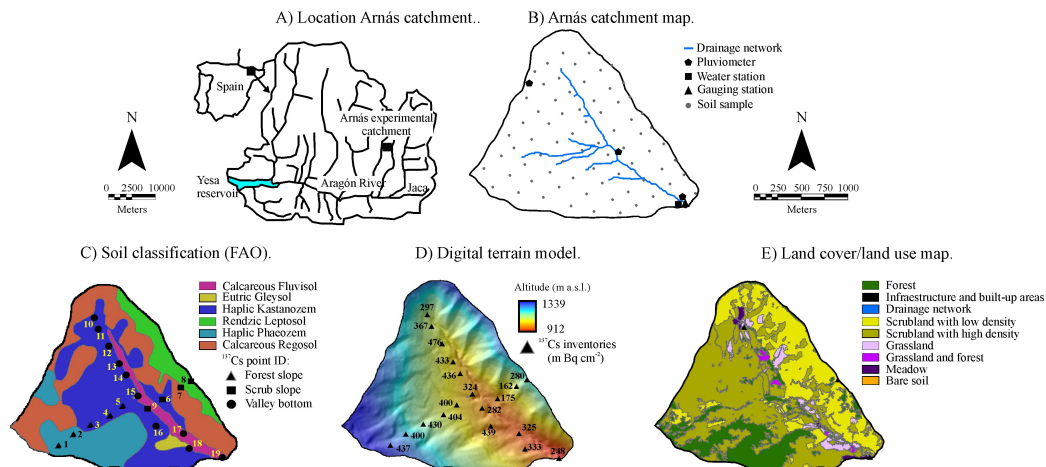 A) Location Arnás catchment..
B) Arnás catchment map.
Spain
Arnás experimental
catchment
Yesa
reservoir
Aragón River
Jaca
N
0 2500 10000
Meters
Drainage network
Pluviometer
Weater station
Gauging station
Soil sample
N
0 250 500 1000
Meters
C) Soil classification (FAO).
Calcareous Fluvisol
Eutric Gleysol
Haplic Kastanozem
Rendzic Leptosol
Haplic Phaeozem
Calcareous Regosol
137Cs point ID:
Forest slope
Scrub slope
Valley bottom
10
11
12
13
14
15
8
7
6
9
5
4
3
2
1
16
17
18
19
D) Digital terrain model.
Altitude (m a.s.l.)
1339
912
137Cs inventories
(m Bq cm-2)
297
367
476
433
436
324
280
162
175
400
404
282
430
400
437
439
325
333
248
E) Land cover/land use map.
Forest
Infrastructure and built-up areas
Drainage network
Scrubland with low density
Scrubland with high density
Grassland
Grassland and forest
Meadow
Bare soil